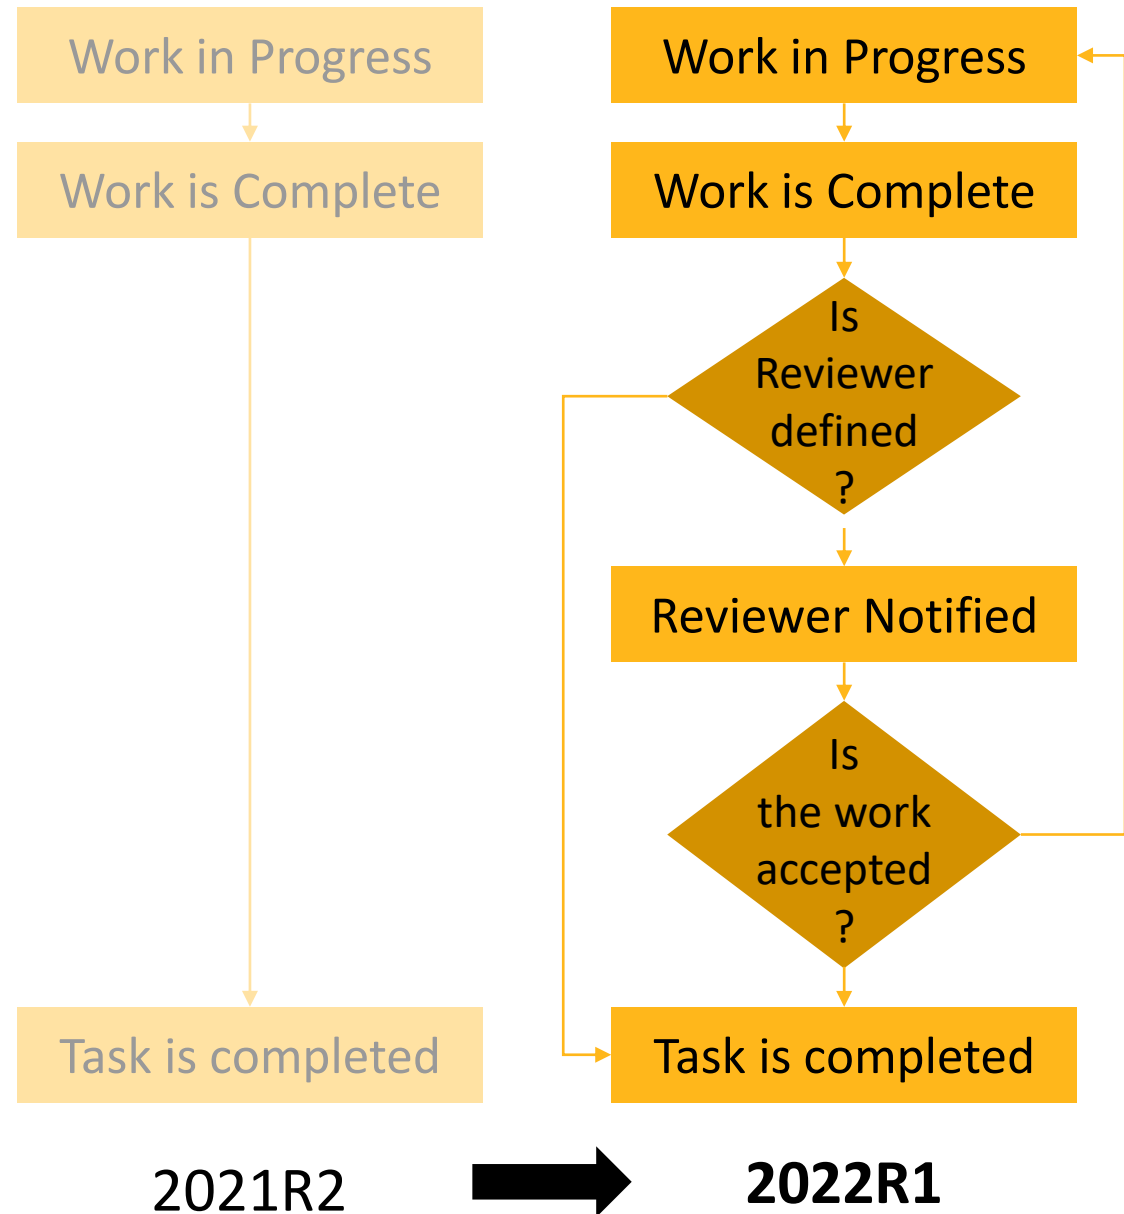 Work in Progress
Work is Complete
Task is completed
2021R2
Work in Progress
Work is Complete
Is
Reviewer
defined
?
Reviewer Notified
Is
the work
accepted
?
Task is completed
2022R1